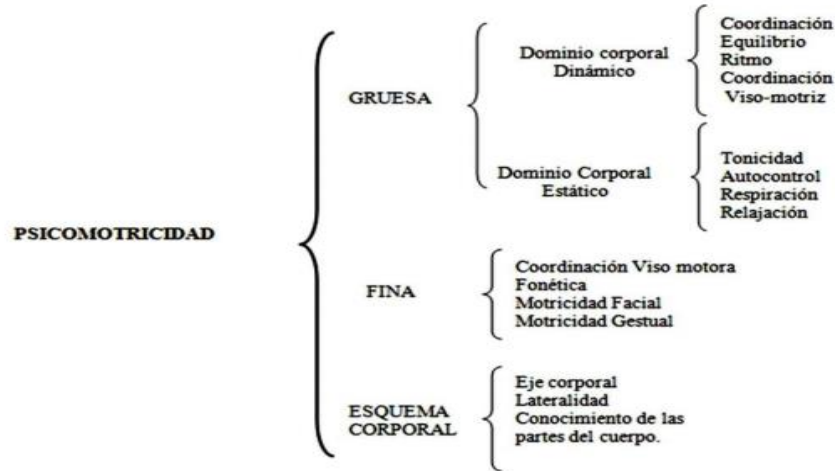 PSICOMOTRICIDAD
GRUESA
Dominio corporal
Dinámico
Coordinación
Equilibrio
Ritmo
Coordinación
Viso-motriz
Dominio Corporal
Estático
Tonicidad
Autocontrol
Respiración
Relajación
FINA
Coordinación Viso motora
Fonética
Motricidad Facial
Motricidad Gestual
ESQUEMA
CORPORAL
Eje corporal
Lateralidad
Conocimiento de las
partes del cuerpo.